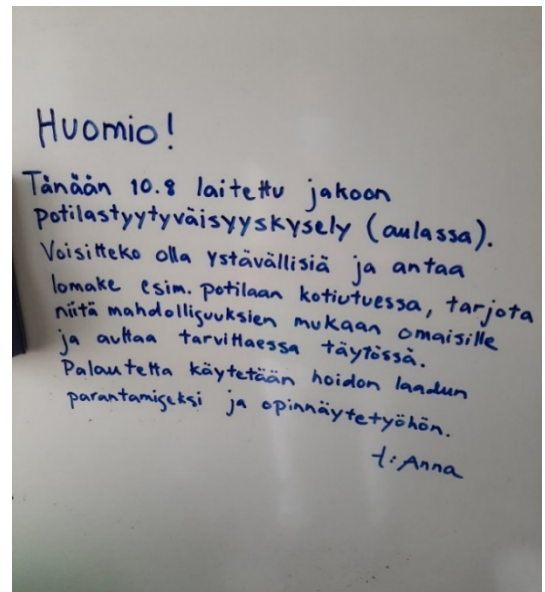 Huomio!
Tänään 10.8 laitettu jakoon
potilastyytyväisyyskysely (aulassa).
Voisitteko olla ystävällisiä ja antaa
lomake esim. potilaan kotiutuessa, tarjota
niitä mahdollisuuksien mukaan omaisille
ja auttaa tarvittaessa täytössä.
Palautetta käytetään hoidon laadun
parantamiseksi ja opinnäytetyöhön.
t: Anna